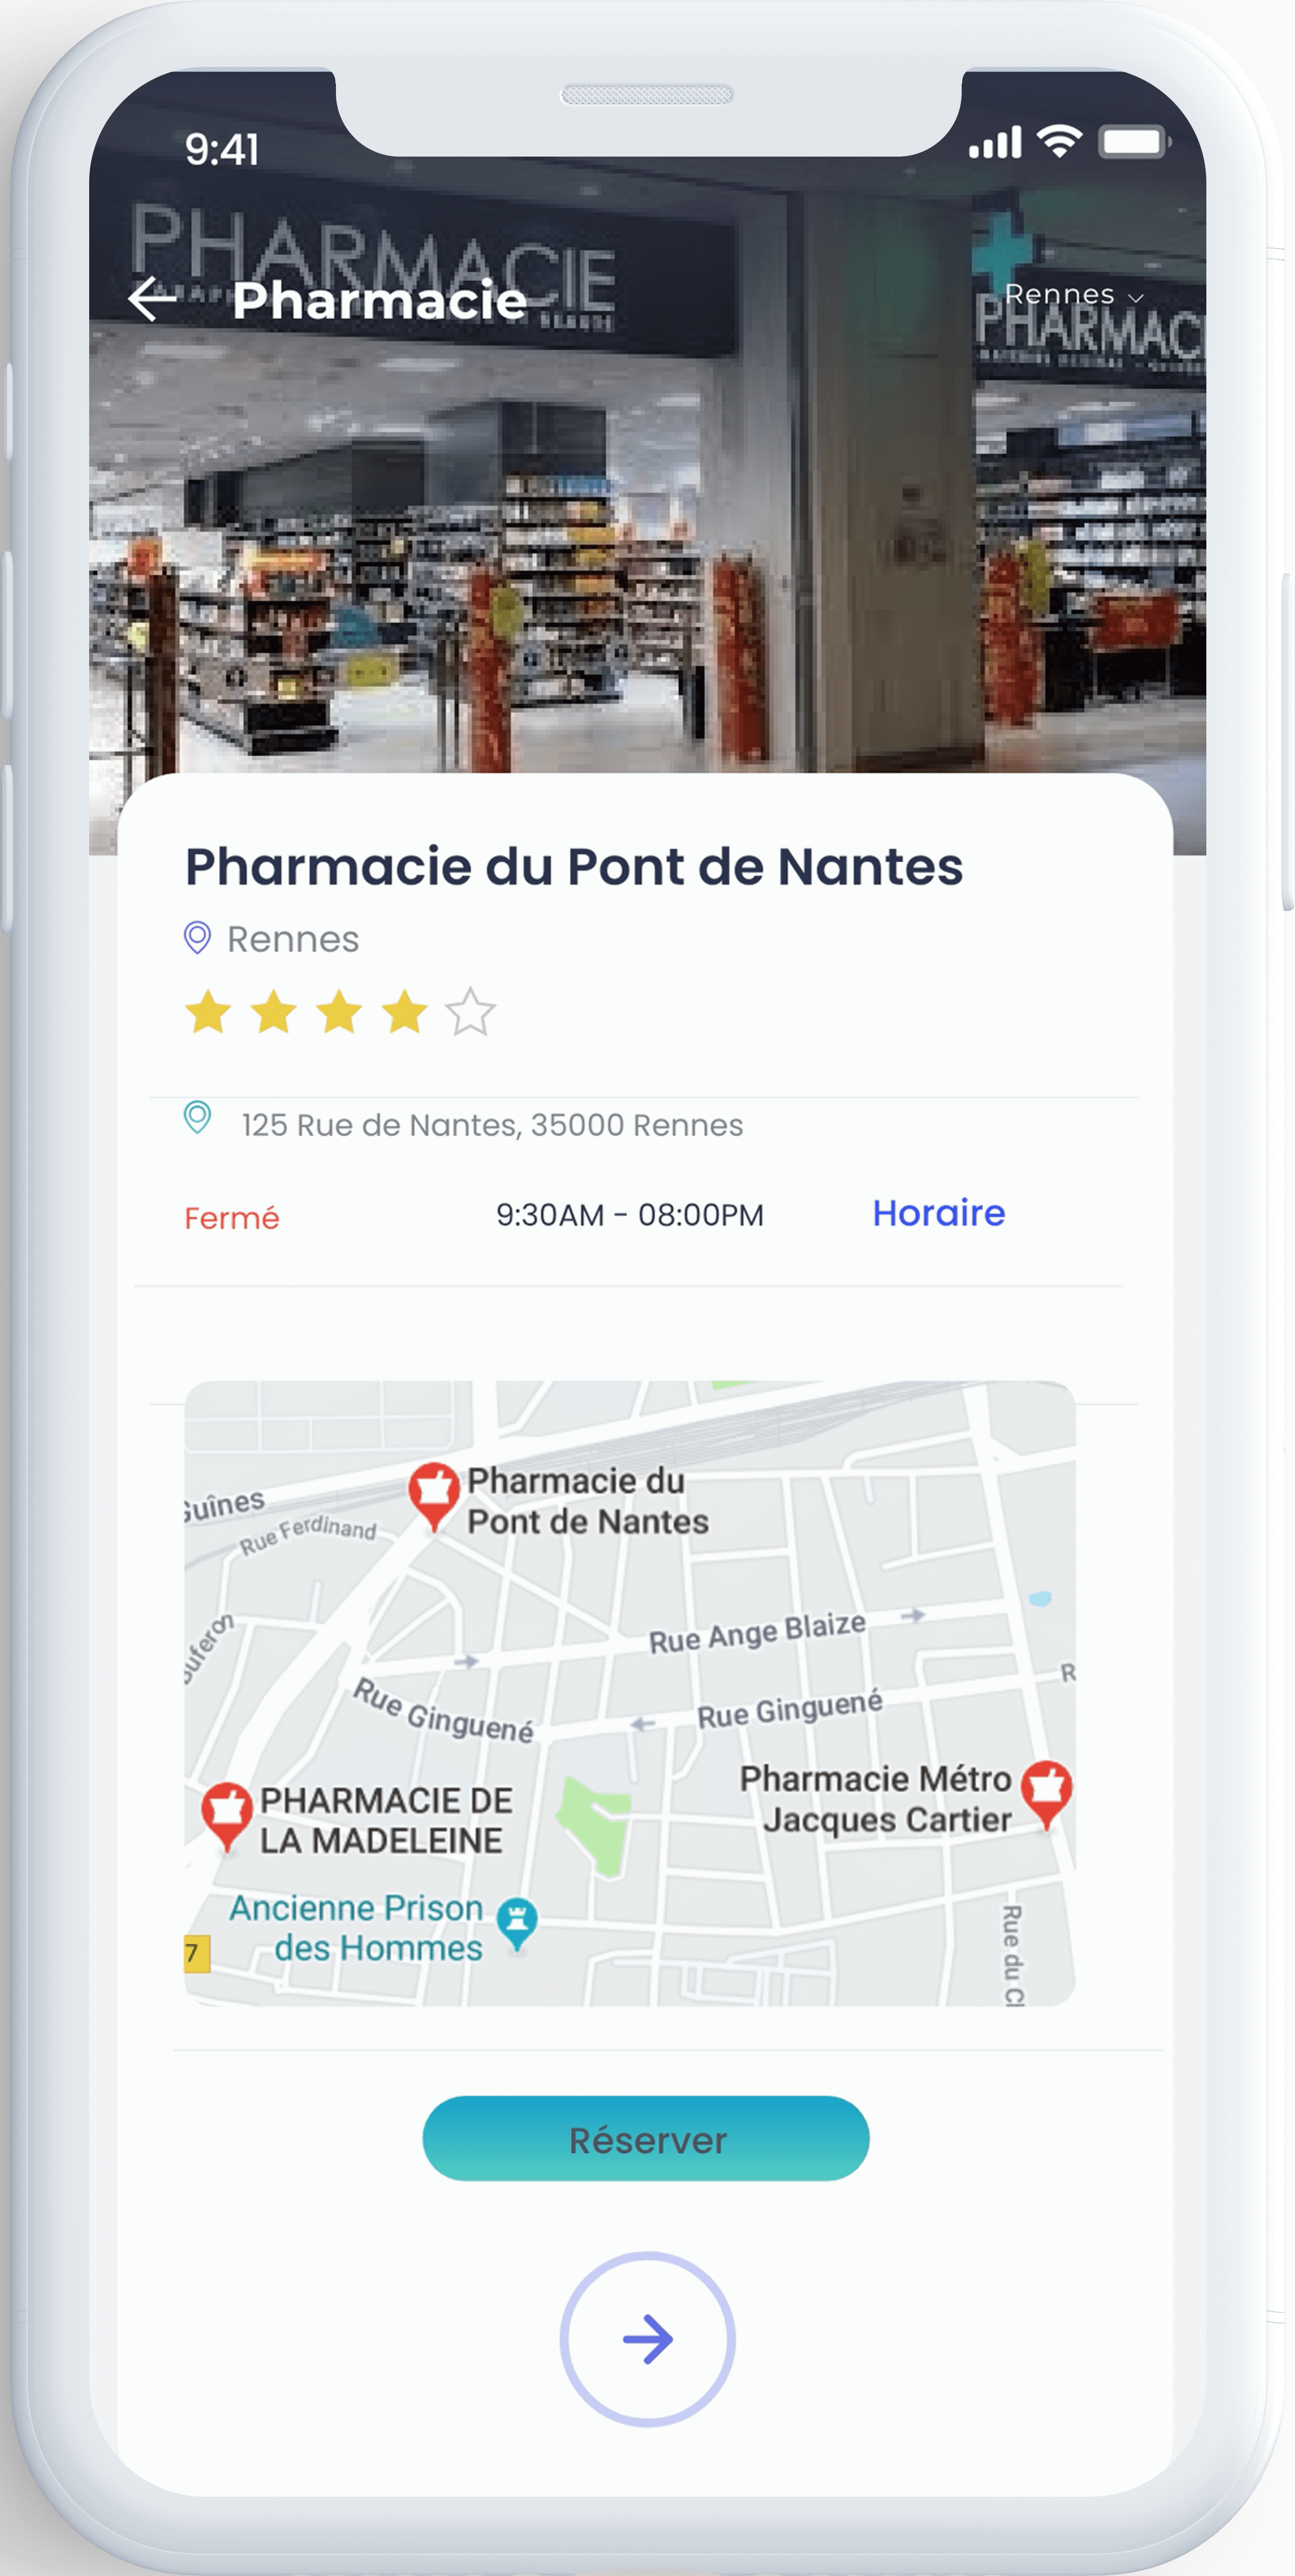 9:41
PHARMACIE
Pharmacie
Rennes
PHARMAC
Pharmacie du Pont de Nantes
Rennes
125 Rue de Nantes, 35000 Rennes
Fermé 9:30AM - 08:00PM Horaire
Pharmacie du
Pont de Nantes
Guînes
Rue Ferdinand
Rue Ange Blaize
Rue Ginguené
Rue Ginguené
R
Pharmacie Métro
Jacques Cartier
PHARMACIE DE
LA MADELEINE
Ancienne Prison
des Hommes
7
Rue du Cl
Réserver